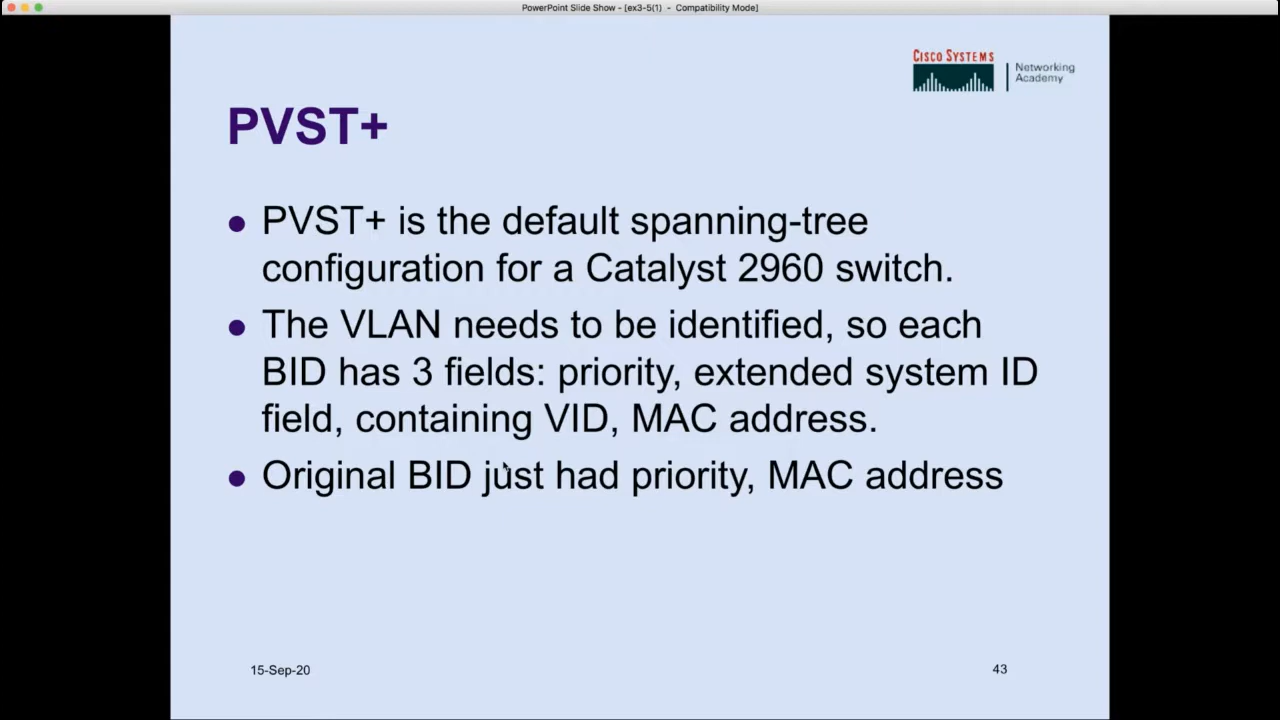 PowerPoint Slide Show - [ex3-5(1) - Compatibility Mode]
CISCO SYSTEMS
Networking
Academy
PVST+
● PVST+ is the default spanning-tree
configuration for a Catalyst 2960 switch.
● The VLAN needs to be identified, so each
BID has 3 fields: priority, extended system ID
field, containing VID, MAC address.
● Original BID just had priority, MAC address
15-Sep-20
43